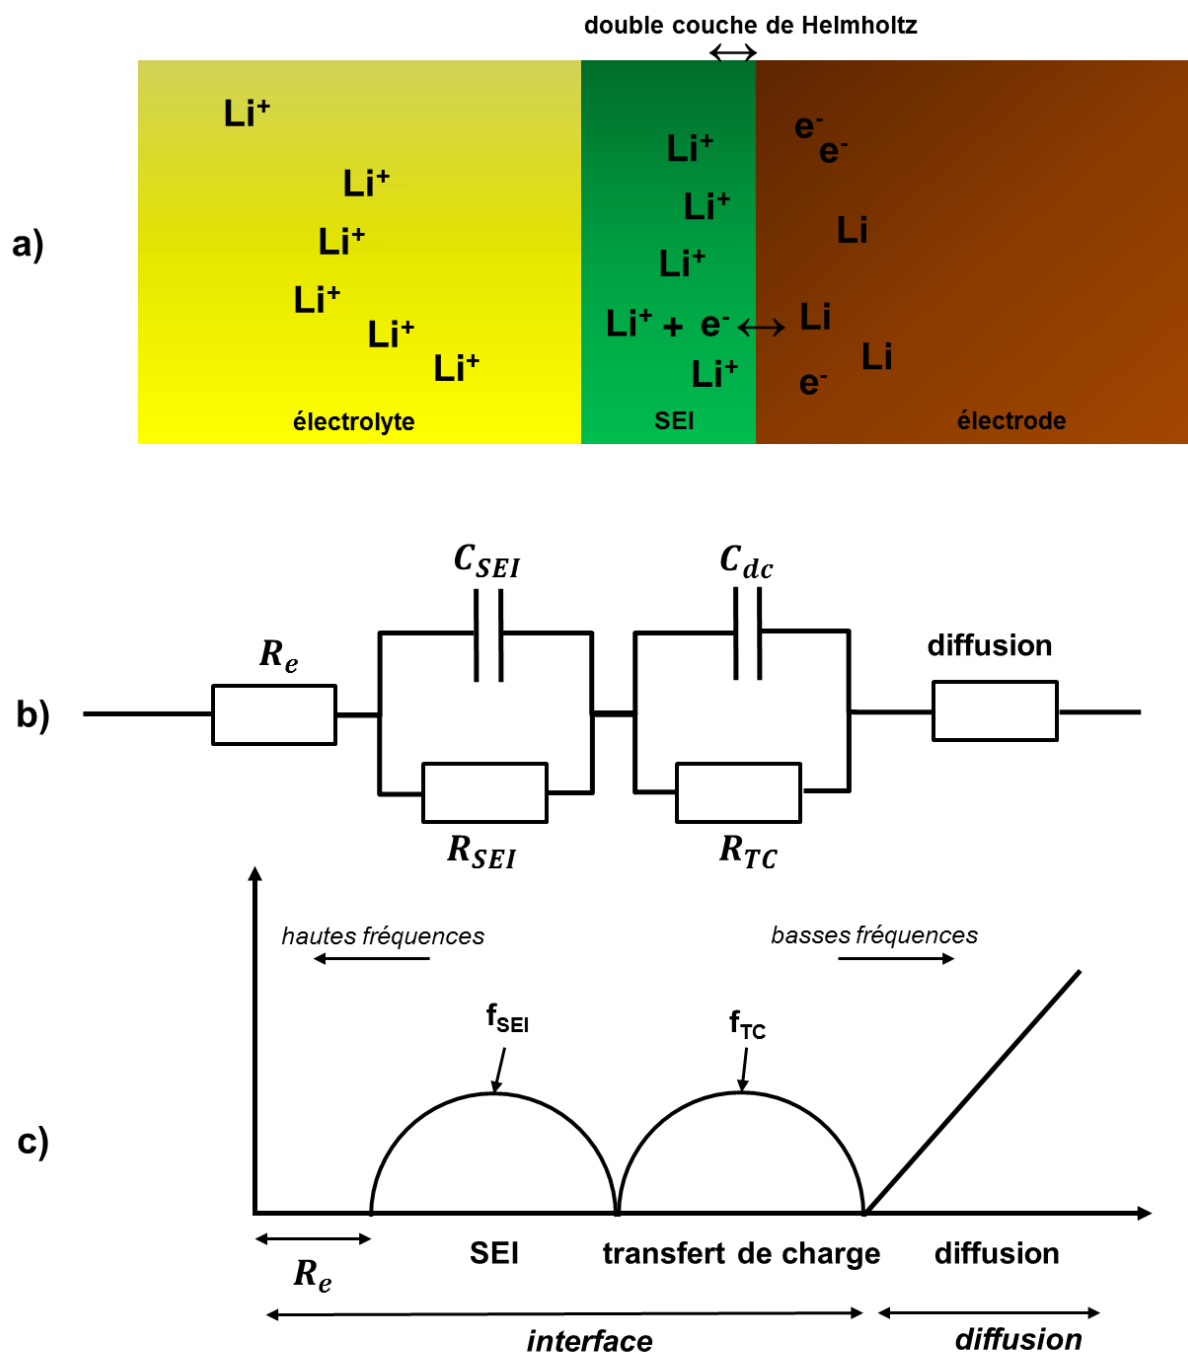 double couche de Helmholtz
Li⁺
e⁻
e⁻
Li⁺
Li⁺
Li⁺
Li
a)
Li⁺
Li⁺
Li⁺
Li⁺ + e⁻
Li
Li⁺
Li
Li⁺
Li⁺
e⁻
électrolyte
SEI
électrode
C_SEI
C_dc
R_e
diffusion
b)
R_SEI
R_TC
hautes fréquences
basses fréquences
f_SEI
f_TC
c)
SEI
transfert de charge
diffusion
R_e
interface
diffusion